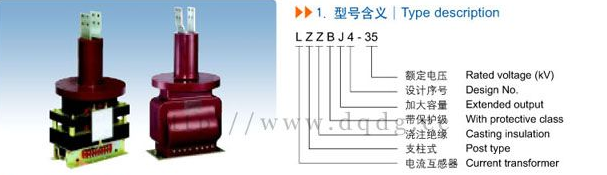 ▶▶ 1. 型号含义 | Type description
LZZBJ4-35
额定电压 Rated voltage (kV)
设计序号 Design No.
加大容量 Extended output
带保护级 With protective class
浇注绝缘 Casting insulation
支柱式 Post type
电流互感器 Current transformer